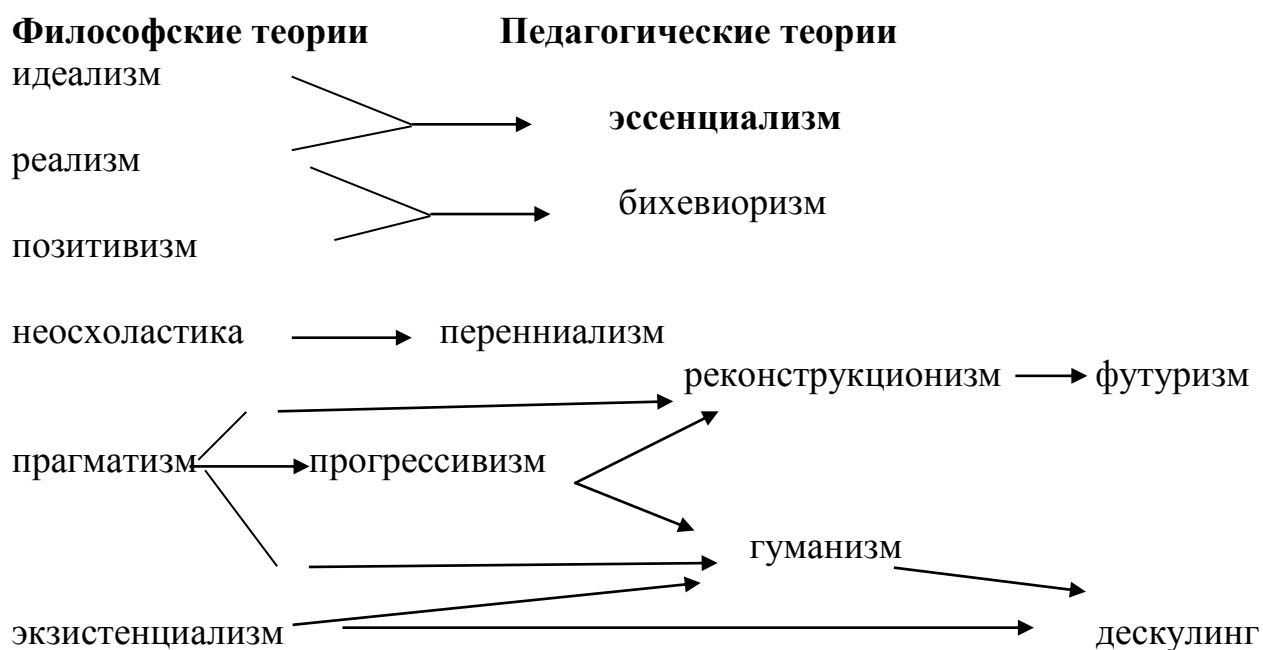 Философские теории Педагогические теории
идеализм
эссенциализм
реализм
бихевиоризм
позитивизм
неосхоластика перенниализм
реконструкционизм футуризм
прагматизм прогрессивизм
гуманизм
экзистенциализм дескулинг